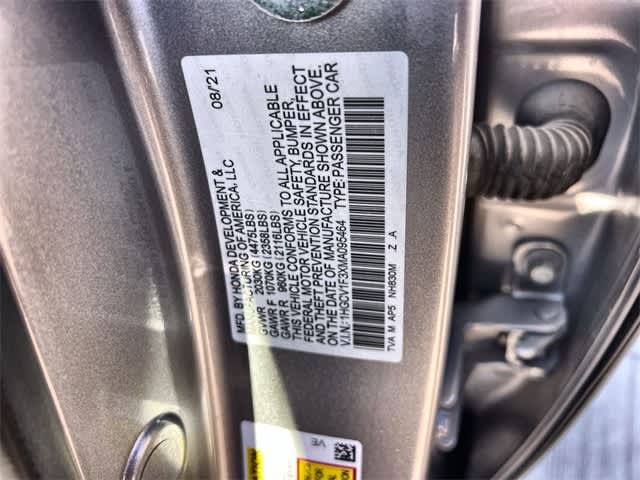 MFD. BY HONDA DEVELOPMENT & 08/21
MANUFACTURING OF AMERICA, LLC
GVWR 2030KG (4475LBS)
GAWR F 1070KG (2358LBS)
GAWR R 960KG (2116LBS)
THIS VEHICLE CONFORMS TO ALL APPLICABLE
FEDERAL MOTOR VEHICLE SAFETY, BUMPER,
AND THEFT PREVENTION STANDARDS IN EFFECT
ON THE DATE OF MANUFACTURE SHOWN ABOVE.
V.I.N.: 1HGCV1F3XMA095464 TYPE:PASSENGER CAR
TVA M AP5 NH830M Z .A